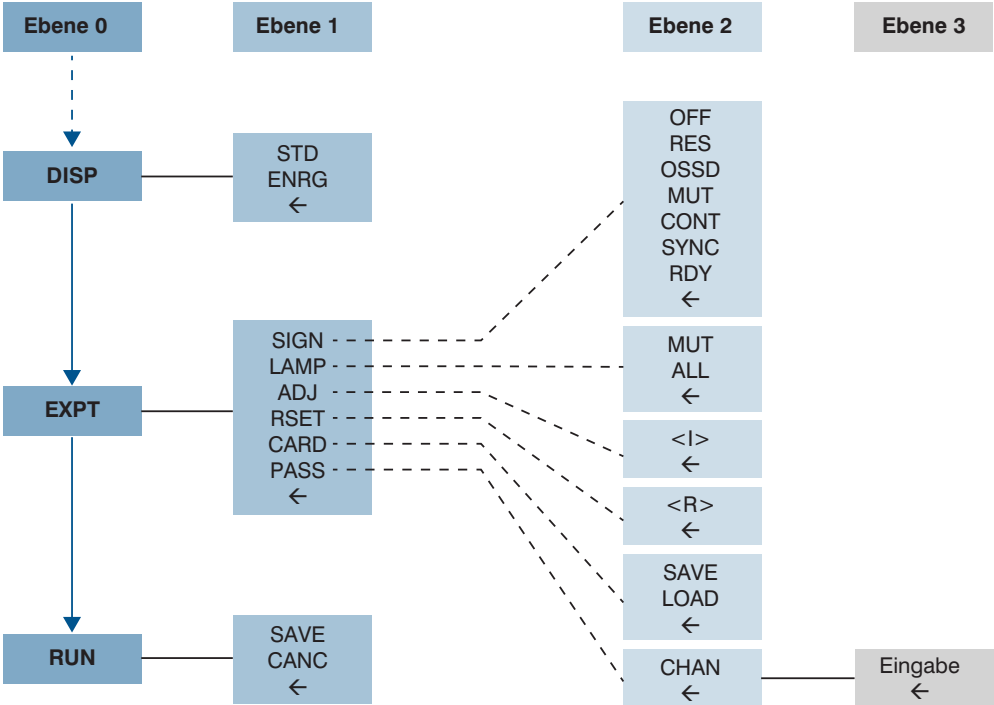 Ebene 0
Ebene 1
Ebene 2
Ebene 3
DISP
STD
ENRG
←
EXPT
SIGN
LAMP
ADJ
RSET
CARD
PASS
←
OFF
RES
OSSD
MUT
CONT
SYNC
RDY
←
MUT
ALL
←
<I>
←
<R>
←
SAVE
LOAD
←
CHAN
←
Eingabe
←
RUN
SAVE
CANC
←